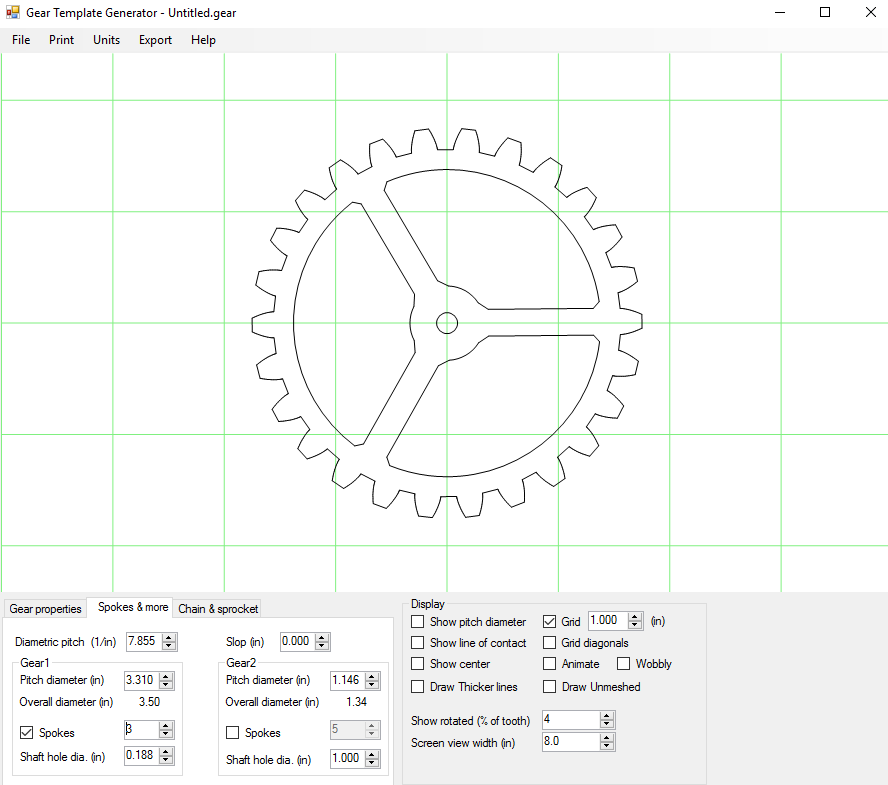 Gear Template Generator - Untitled.gear
File Print Units Export Help
Gear properties Spokes & more Chain & sprocket
Diametric pitch (1/in) 7.855 Slop (in) 0.000
Gear1
Pitch diameter (in) 3.310
Overall diameter (in) 3.50
Spokes 3
Shaft hole dia. (in) 0.188
Gear2
Pitch diameter (in) 1.146
Overall diameter (in) 1.34
Spokes 5
Shaft hole dia. (in) 1.000
Display
Show pitch diameter Grid 1.000 (in)
Show line of contact Grid diagonals
Show center Animate Wobbly
Draw Thicker lines Draw Unmeshed
Show rotated (% of tooth) 4
Screen view width (in) 8.0